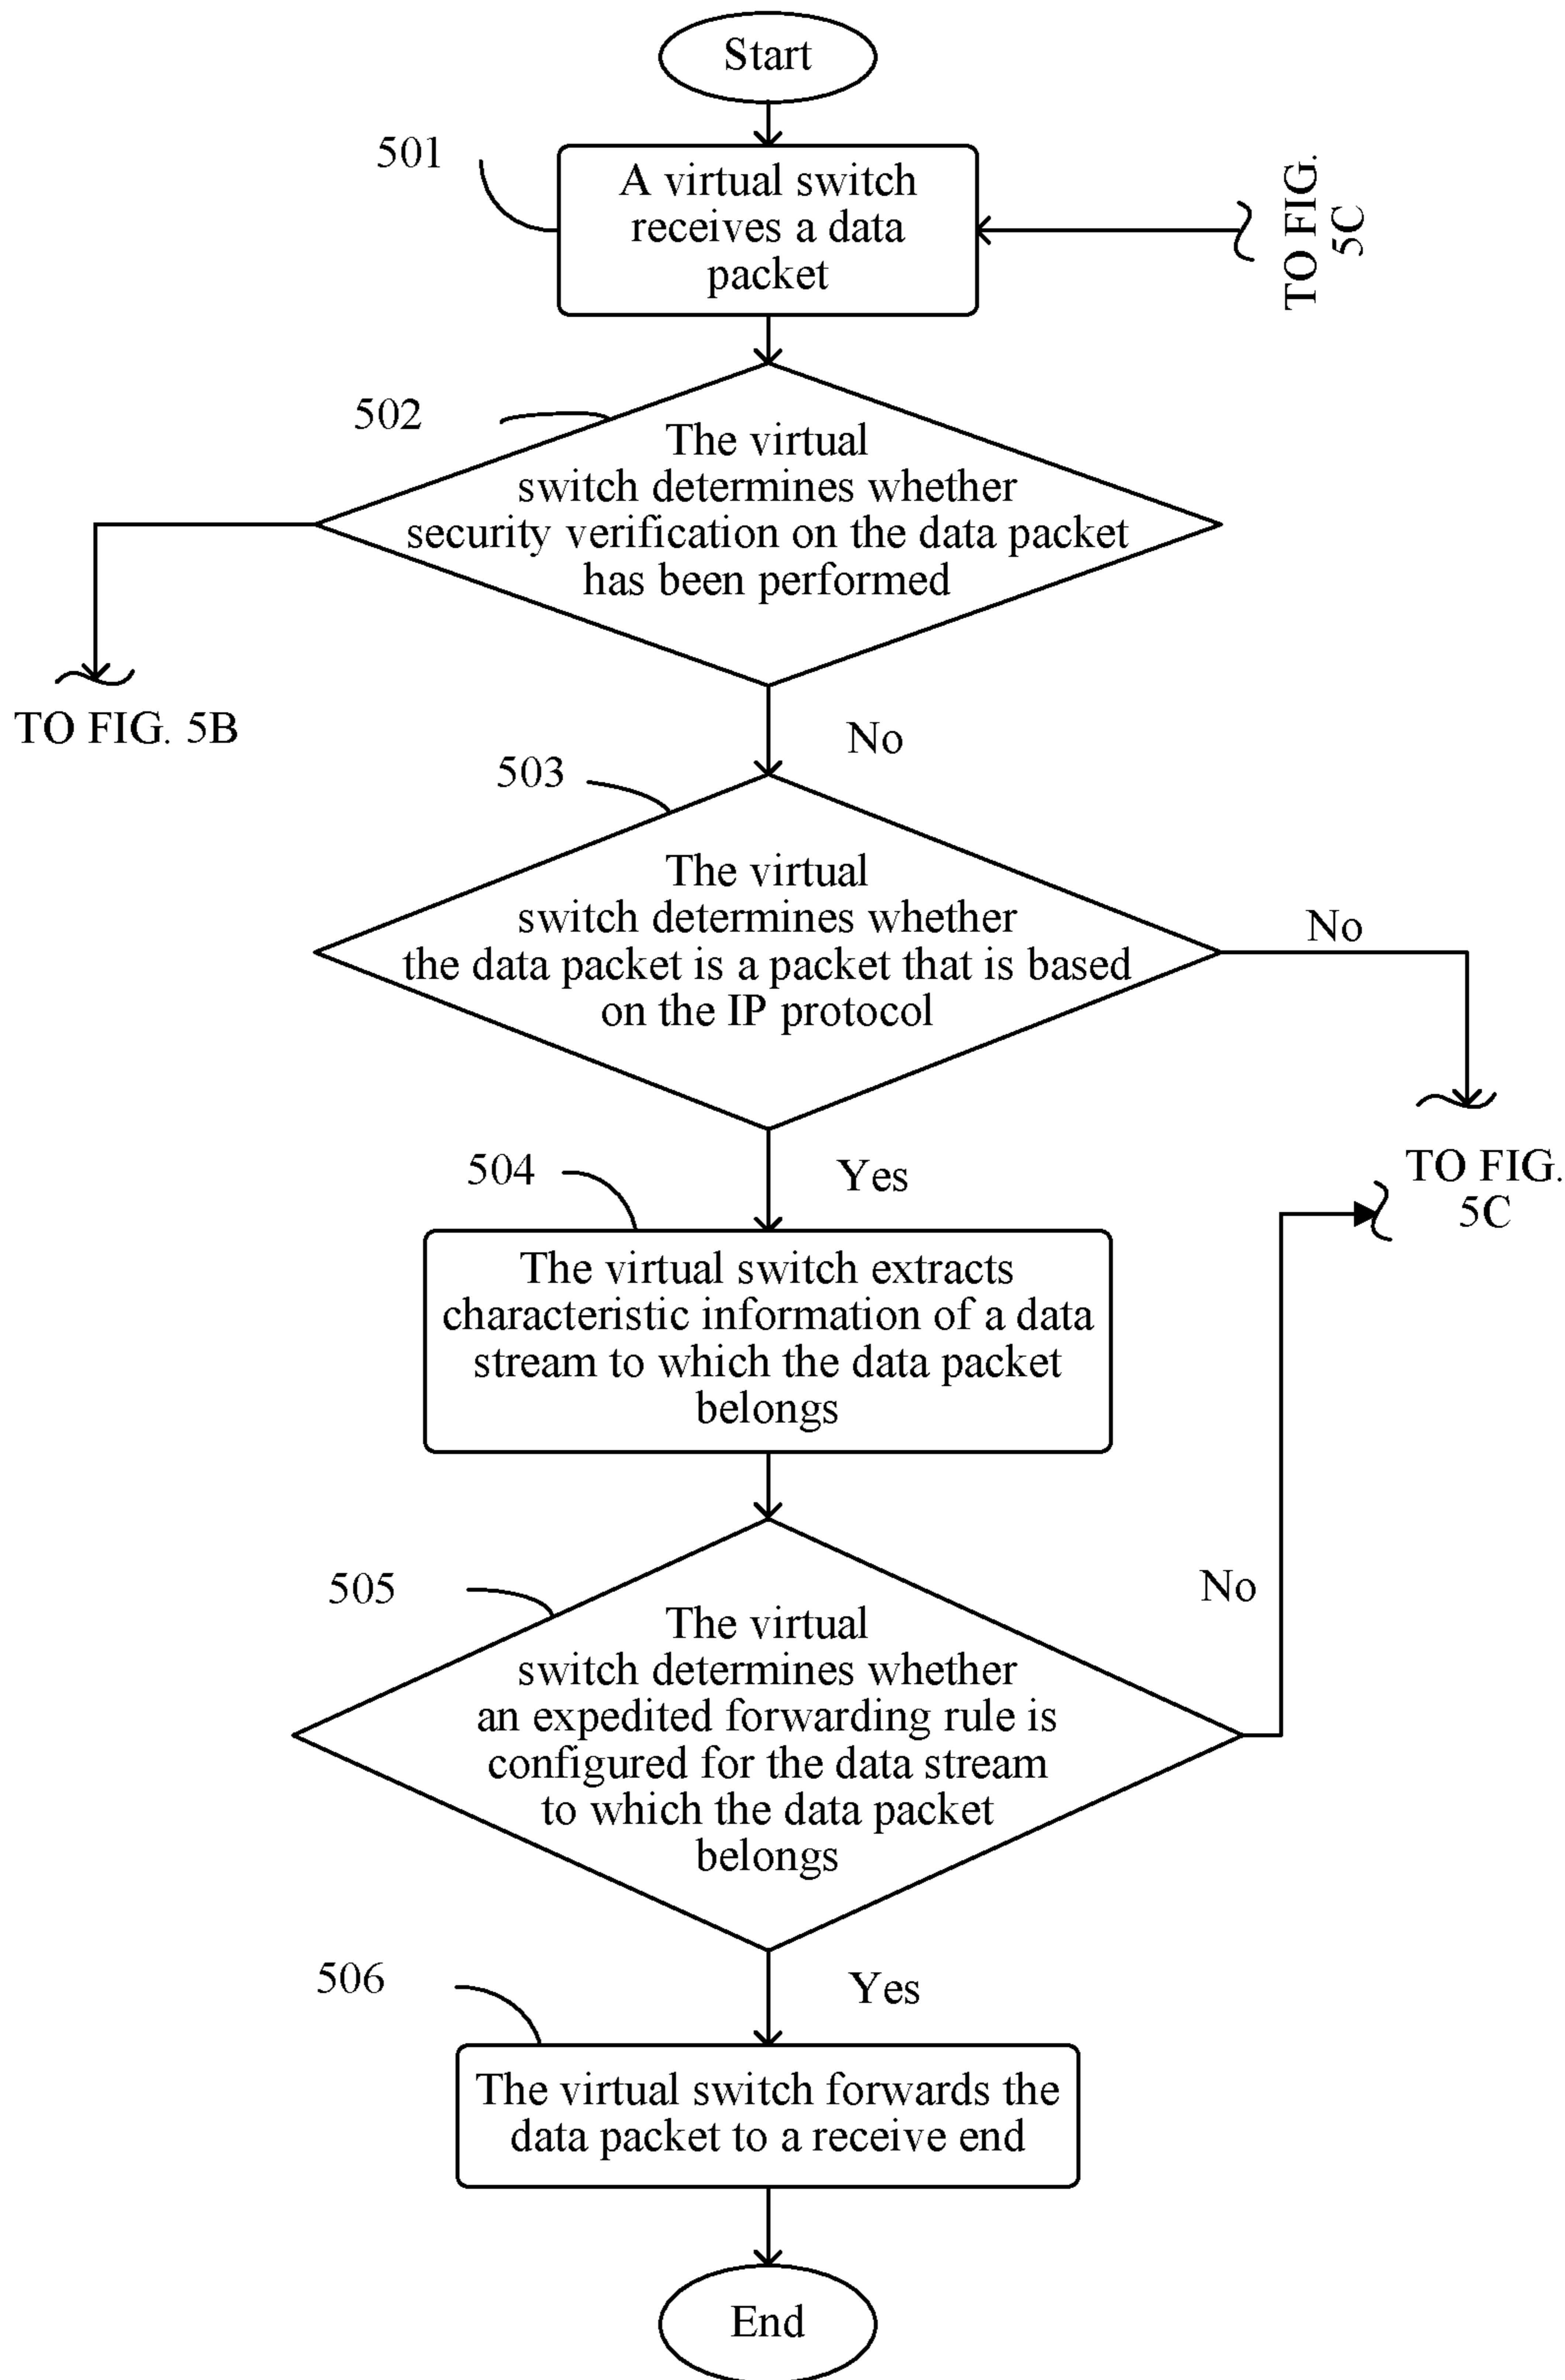 Start
501
A virtual switch
receives a data
packet
TO FIG.
5C
502
The virtual
switch determines whether
security verification on the data packet
has been performed
TO FIG. 5B
No
503
The virtual
switch determines whether
the data packet is a packet that is based
on the IP protocol
No
504
Yes
TO FIG.
5C
The virtual switch extracts
characteristic information of a data
stream to which the data packet
belongs
505
No
The virtual
switch determines whether
an expedited forwarding rule is
configured for the data stream
to which the data packet
belongs
506
Yes
The virtual switch forwards the
data packet to a receive end
End